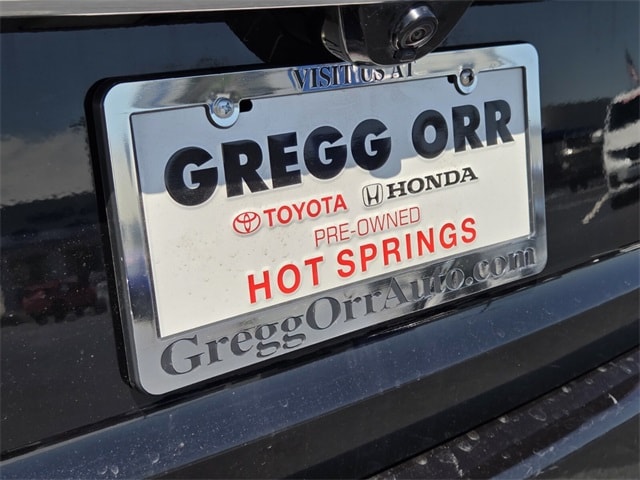 VISIT US AT
GREGG ORR
TOYOTA HONDA
PRE-OWNED
HOT SPRINGS
GreggOrrAuto.com